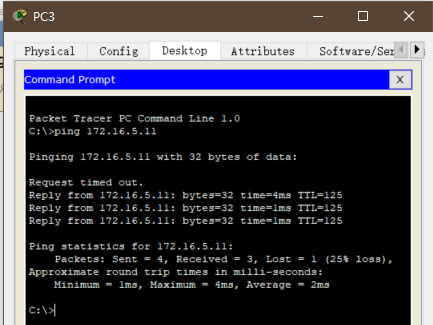 PC3
Physical Config Desktop Attributes Software/Ser
Command Prompt X
Packet Tracer PC Command Line 1.0
C:\>ping 172.16.5.11
Pinging 172.16.5.11 with 32 bytes of data:
Request timed out.
Reply from 172.16.5.11: bytes=32 time=4ms TTL=125
Reply from 172.16.5.11: bytes=32 time=1ms TTL=125
Reply from 172.16.5.11: bytes=32 time=1ms TTL=125
Ping statistics for 172.16.5.11:
Packets: Sent = 4, Received = 3, Lost = 1 (25% loss),
Approximate round trip times in milli-seconds:
Minimum = 1ms, Maximum = 4ms, Average = 2ms
C:\>